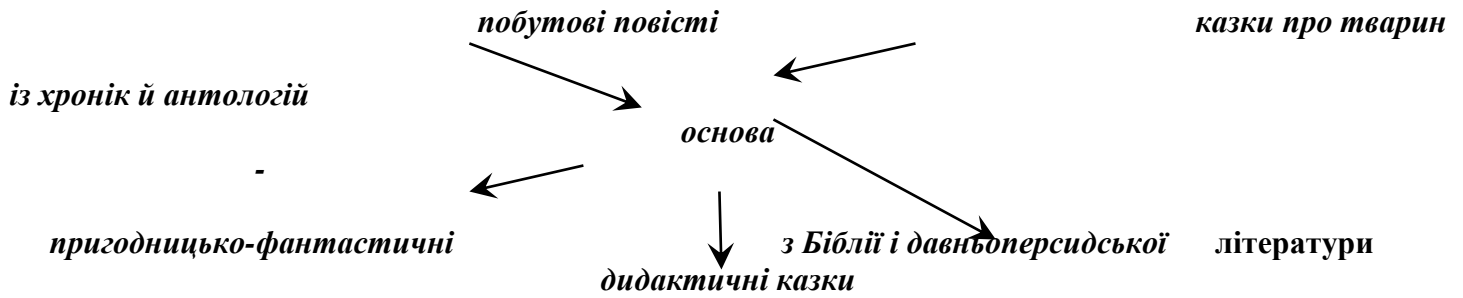 побутові повісті казки про тварин
із хронік й антологій
основа
-
пригодницько-фантастичні з Біблії і давньоперсидської літератури
дидактичні казки